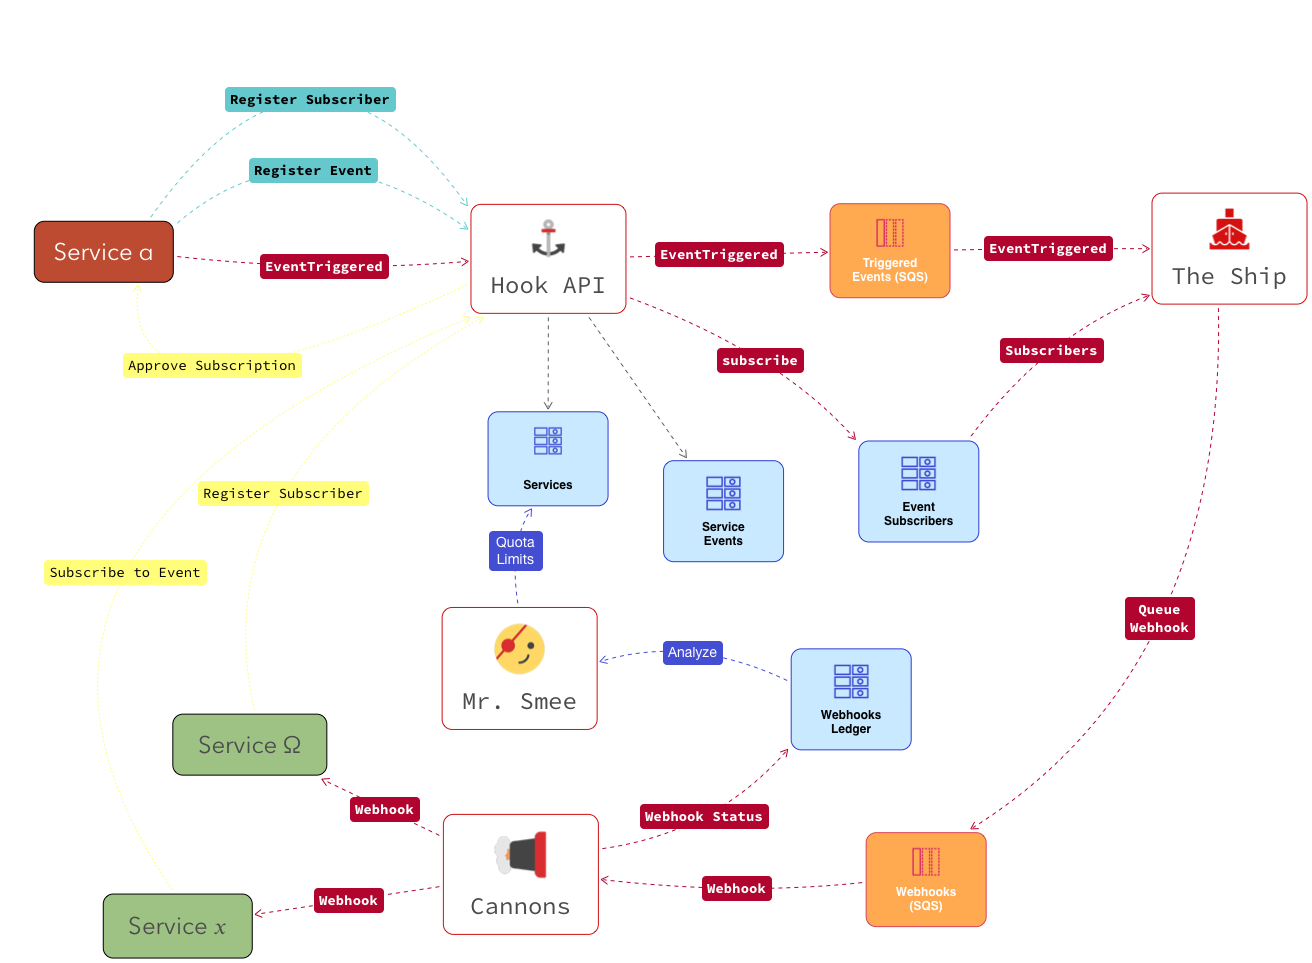 Register Subscriber
Register Event
Service a
EventTriggered
Hook API
EventTriggered
Triggered
Events (SQS)
EventTriggered
The Ship
Approve Subscription
subscribe
Subscribers
Services
Service
Events
Event
Subscribers
Register Subscriber
Quota
Limits
Subscribe to Event
Queue
Webhook
Mr. Smee
Analyze
Webhooks
Ledger
Service Ω
Webhook
Webhook Status
Cannons
Webhook
Webhooks
(SQS)
Webhook
Service x